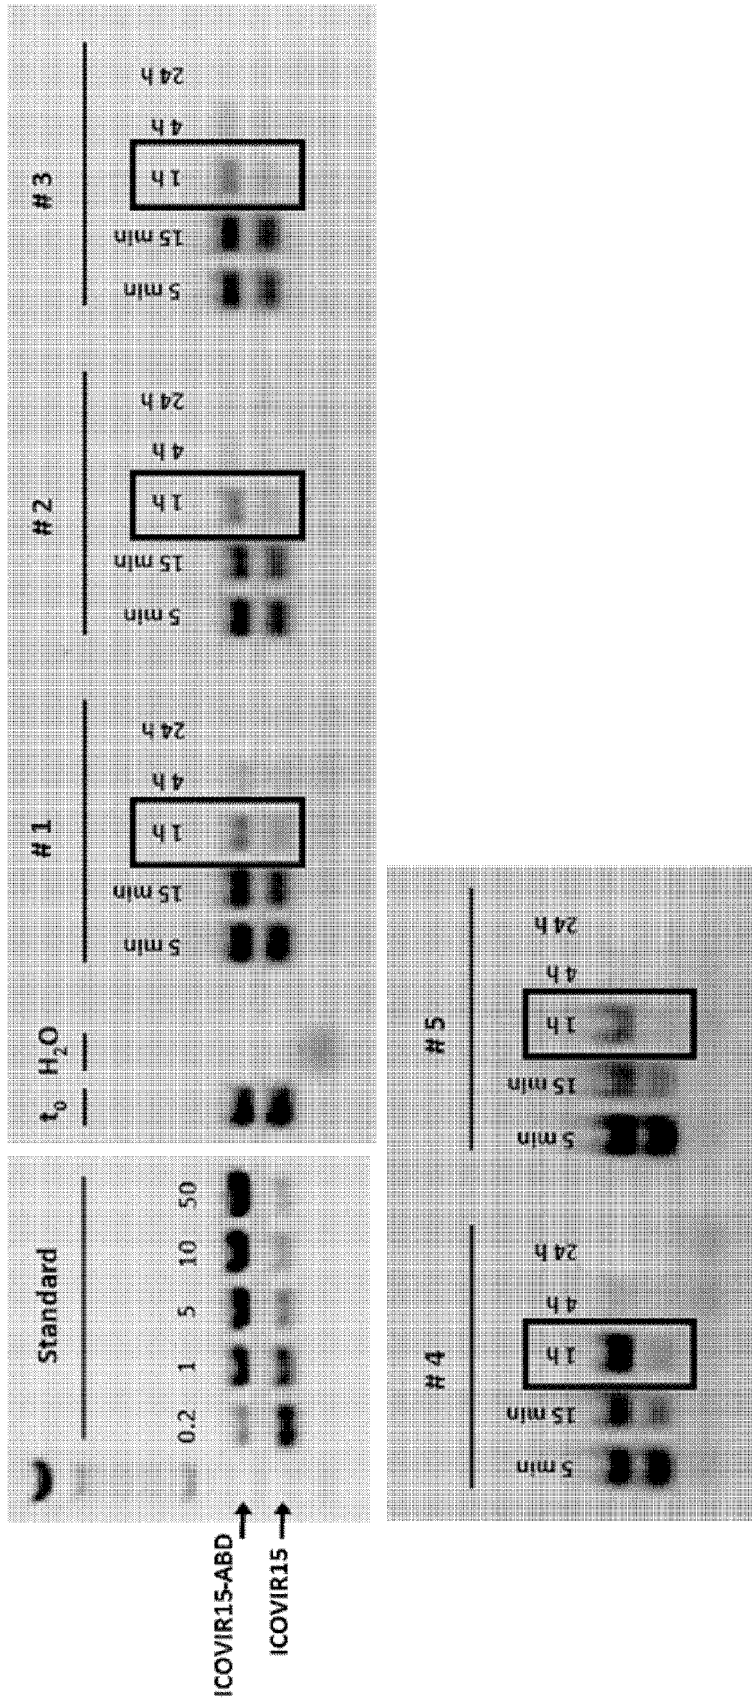 Standard
0.2 1 5 10 50
t₀ H₂O
#1
5 min 15 min 1 h 4 h 24 h
#2
5 min 15 min 1 h 4 h 24 h
#3
5 min 15 min 1 h 4 h 24 h
ICOVIR15-ABD
ICOVIR15
#4
5 min 15 min 1 h 4 h 24 h
#5
5 min 15 min 1 h 4 h 24 h